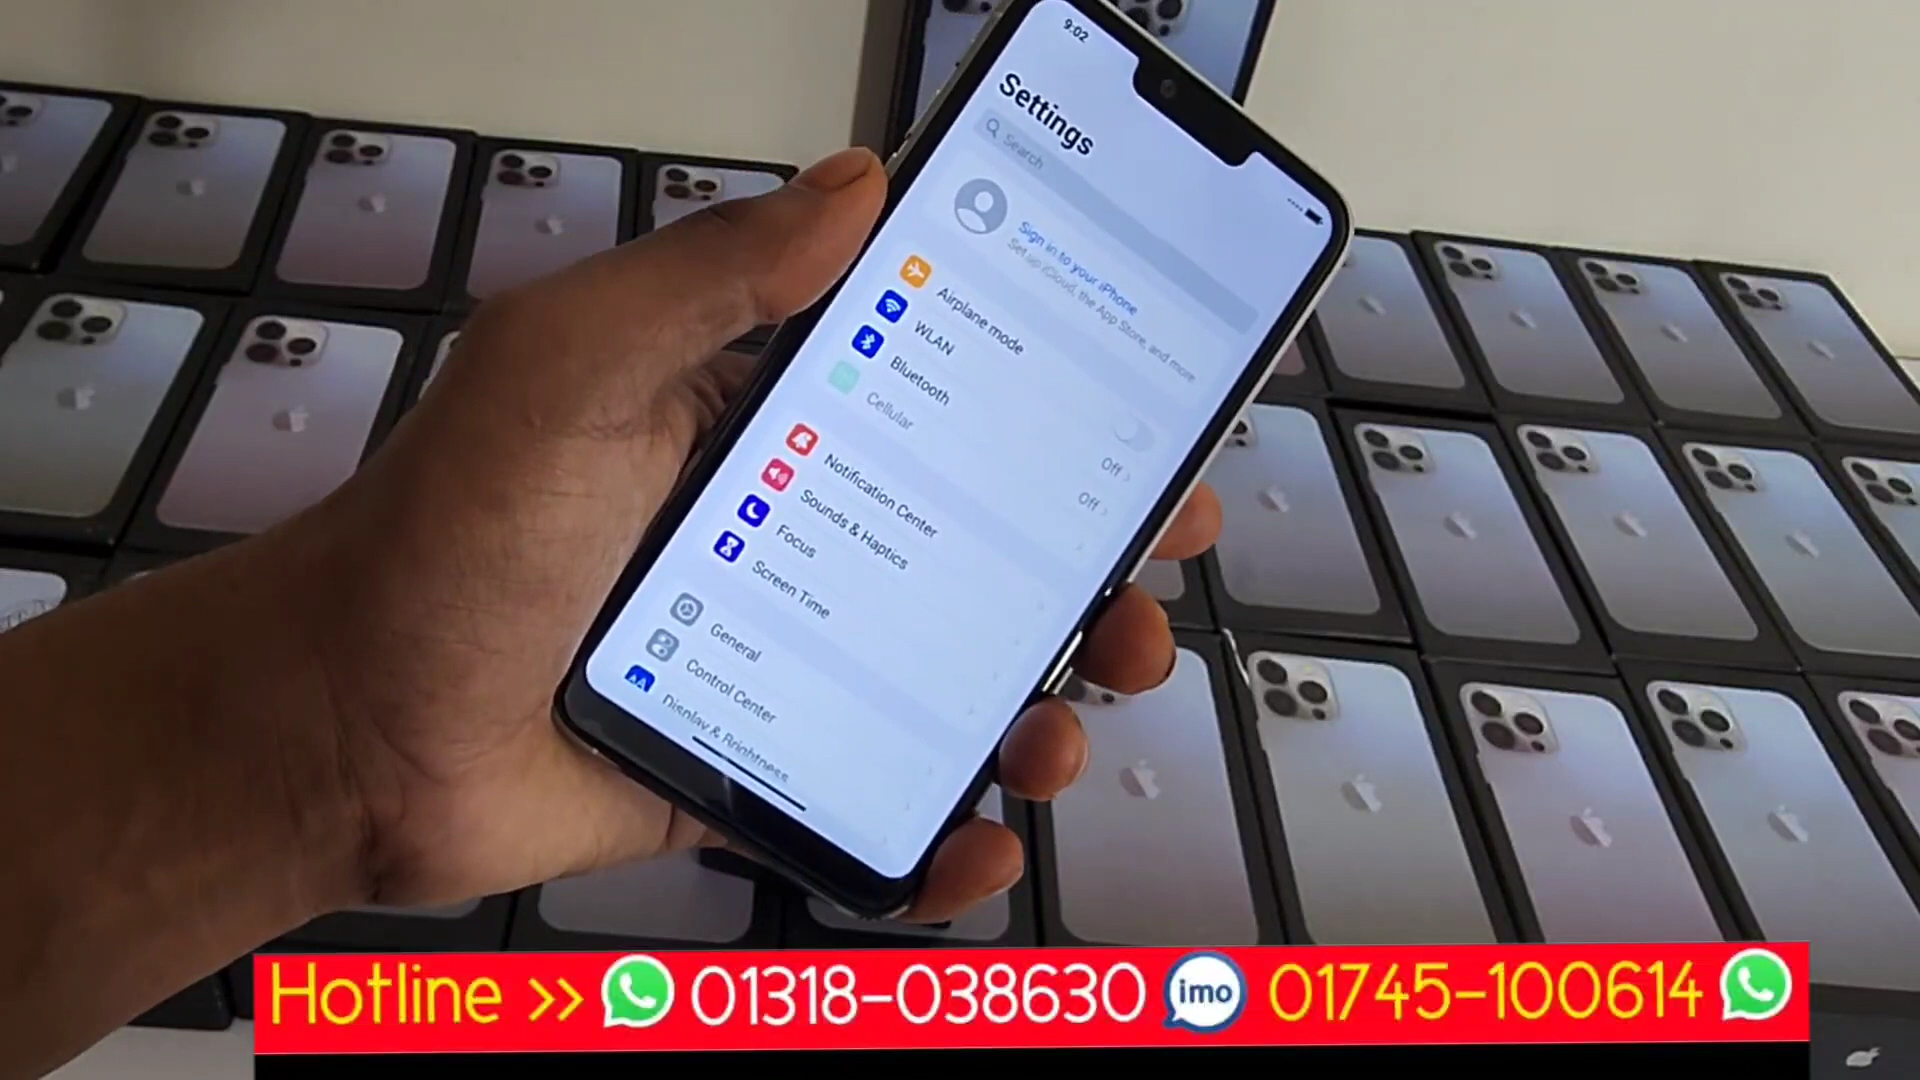 9:02
Settings
Search
Sign in to your iPhone
Set up iCloud, the App Store, and more
Airplane mode
WLAN
Off
Bluetooth
Off
Cellular
Notification Center
Sounds & Haptics
Focus
Screen Time
General
Control Center
Display & Brightness
Hotline >> 01318-038630 imo 01745-100614